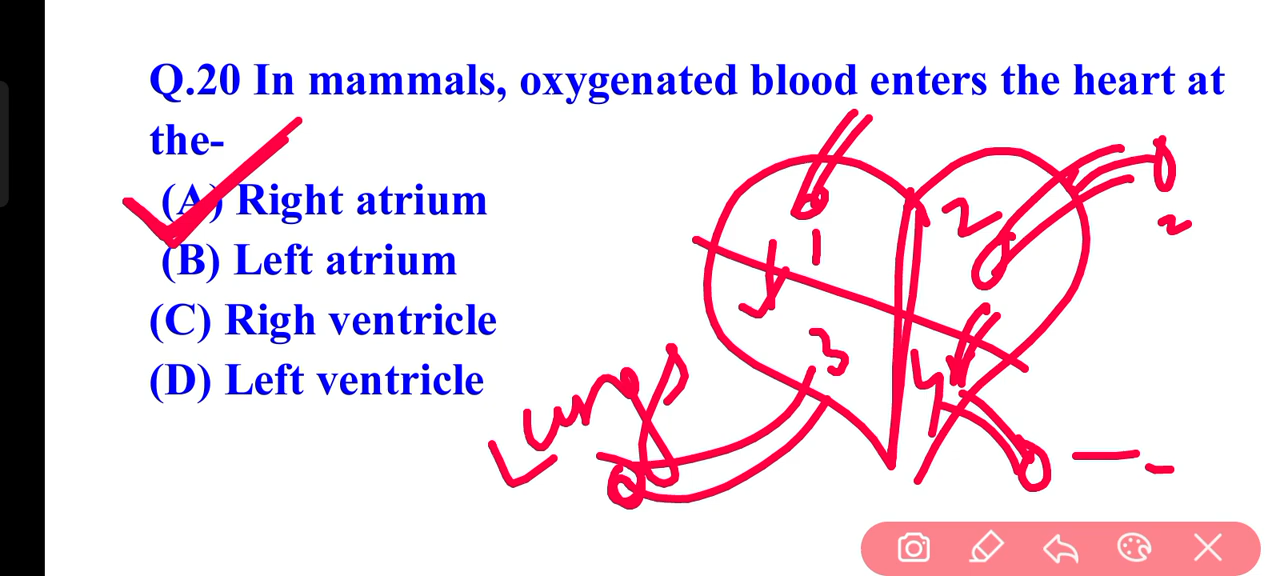 Q.20 In mammals, oxygenated blood enters the heart at
the-
(A) Right atrium
(B) Left atrium
(C) Righ ventricle
(D) Left ventricle
1
2
2
3
4
Lungs